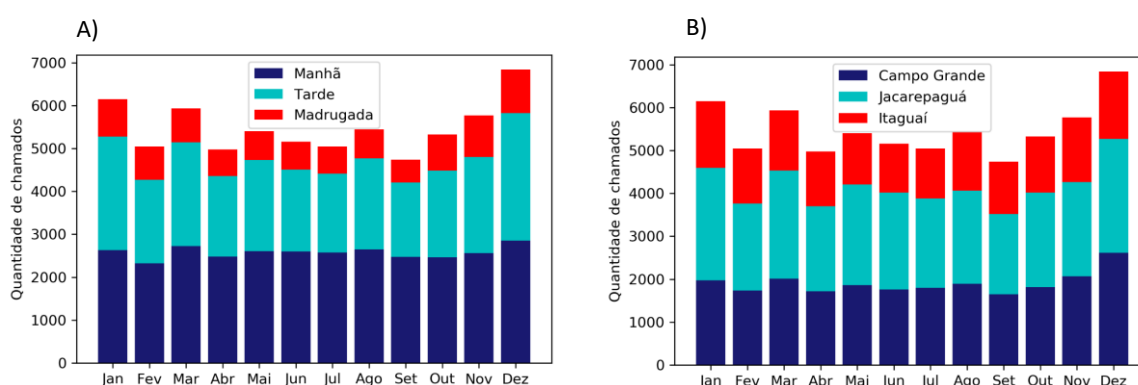 A)
Quantidade de chamados
7000
6000
5000
4000
3000
2000
1000
0
Manhã
Tarde
Madrugada
Jan Fev Mar Abr Mai Jun Jul Ago Set Out Nov Dez
B)
Quantidade de chamados
7000
6000
5000
4000
3000
2000
1000
0
Campo Grande
Jacarepaguá
Itaguaí
Jan Fev Mar Abr Mai Jun Jul Ago Set Out Nov Dez